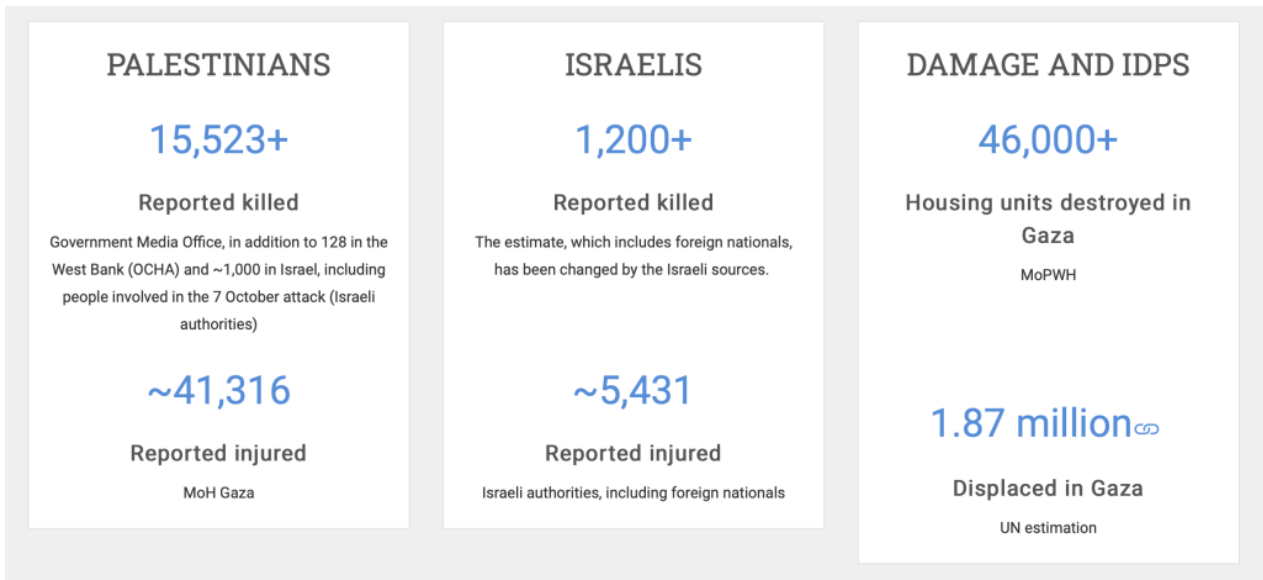 PALESTINIANS
15,523+
Reported killed
Government Media Office, in addition to 128 in the
West Bank (OCHA) and ~1,000 in Israel, including
people involved in the 7 October attack (Israeli
authorities)
~41,316
Reported injured
MoH Gaza
ISRAELIS
1,200+
Reported killed
The estimate, which includes foreign nationals,
has been changed by the Israeli sources.
~5,431
Reported injured
Israeli authorities, including foreign nationals
DAMAGE AND IDPS
46,000+
Housing units destroyed in
Gaza
MoPWH
1.87 million
Displaced in Gaza
UN estimation